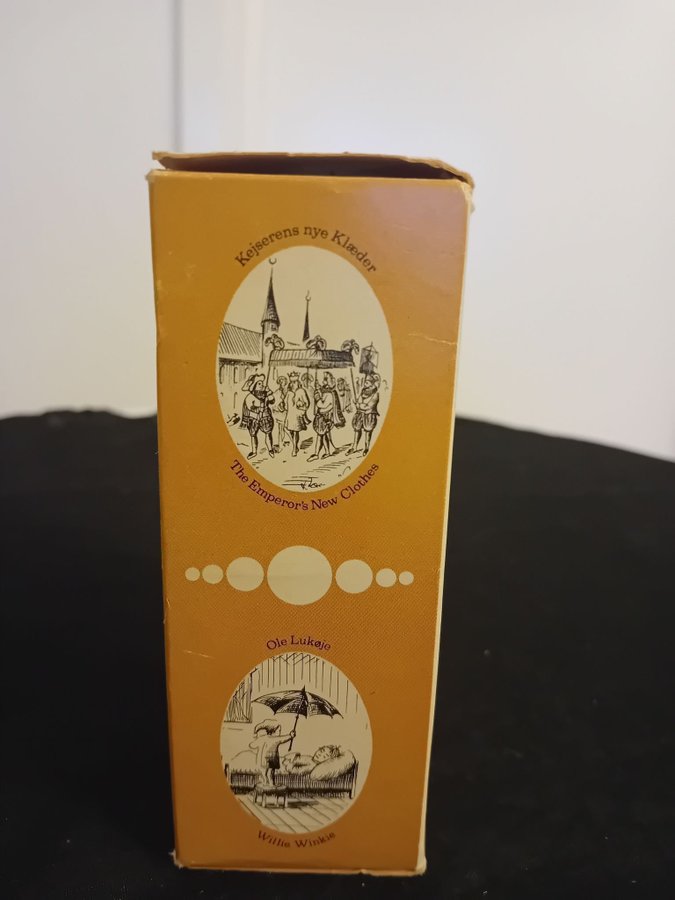 Kejserens nye Klæder
The Emperor's New Clothes
Ole Lukøje
Willie Winkie